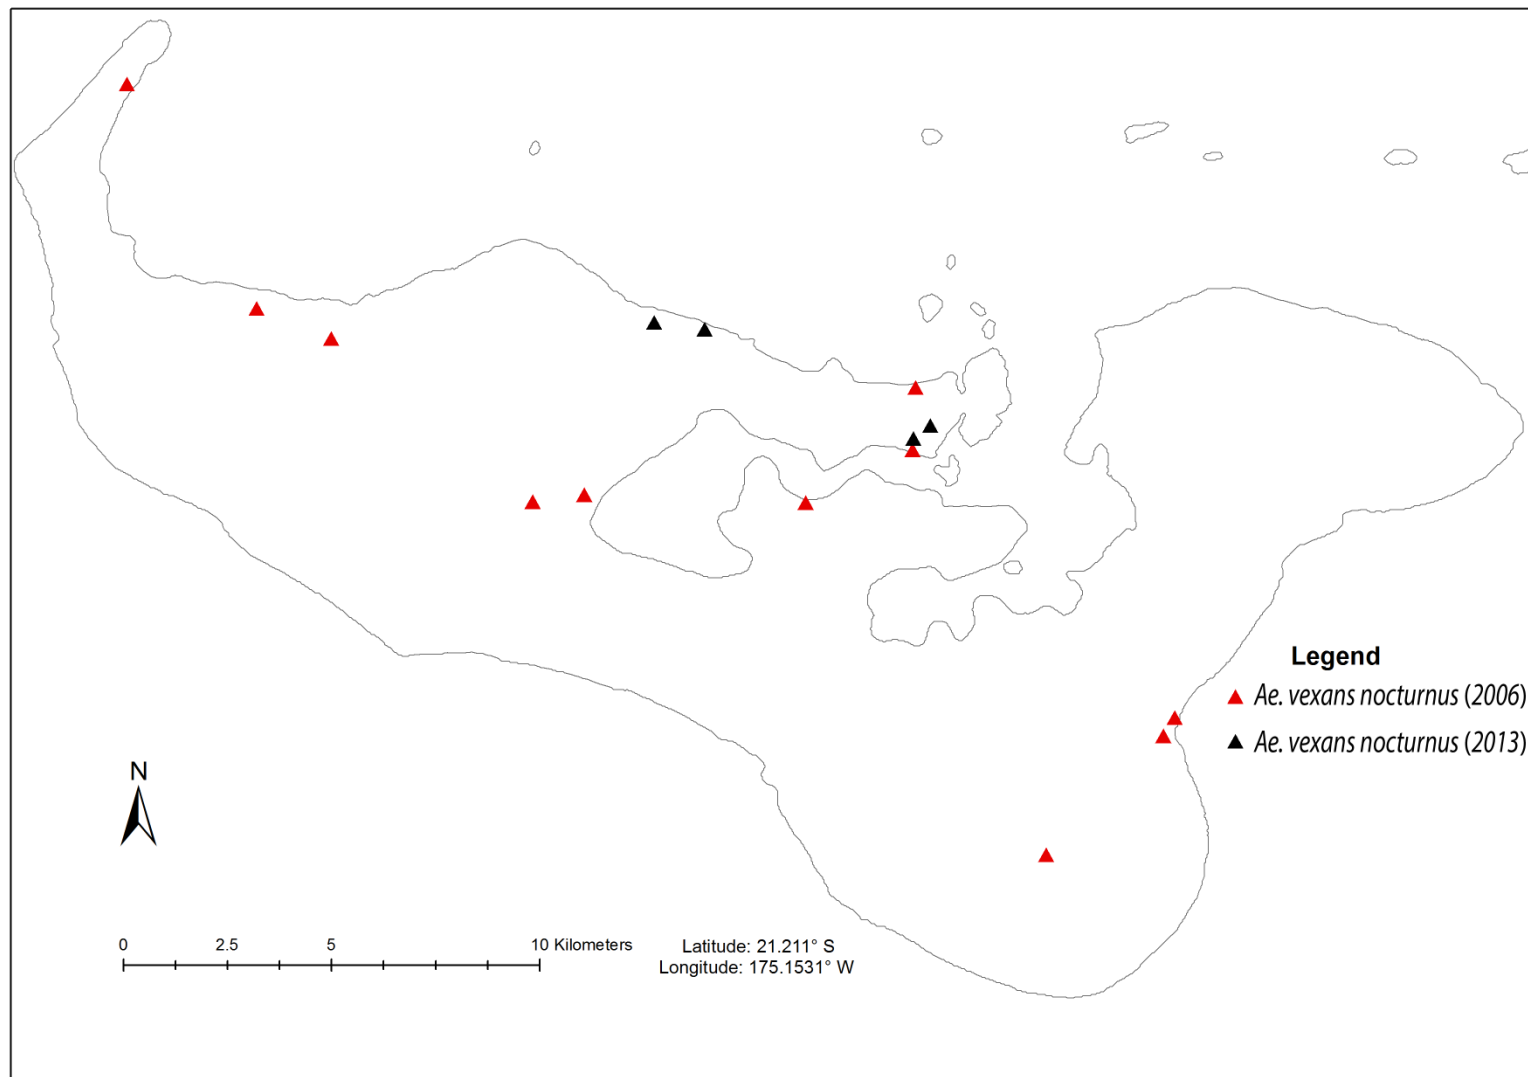 Legend
Ae. vexans nocturnus (2006)
Ae. vexans nocturnus (2013)
N
0 2.5 5 10 Kilometers
Latitude: 21.211° S
Longitude: 175.1531° W